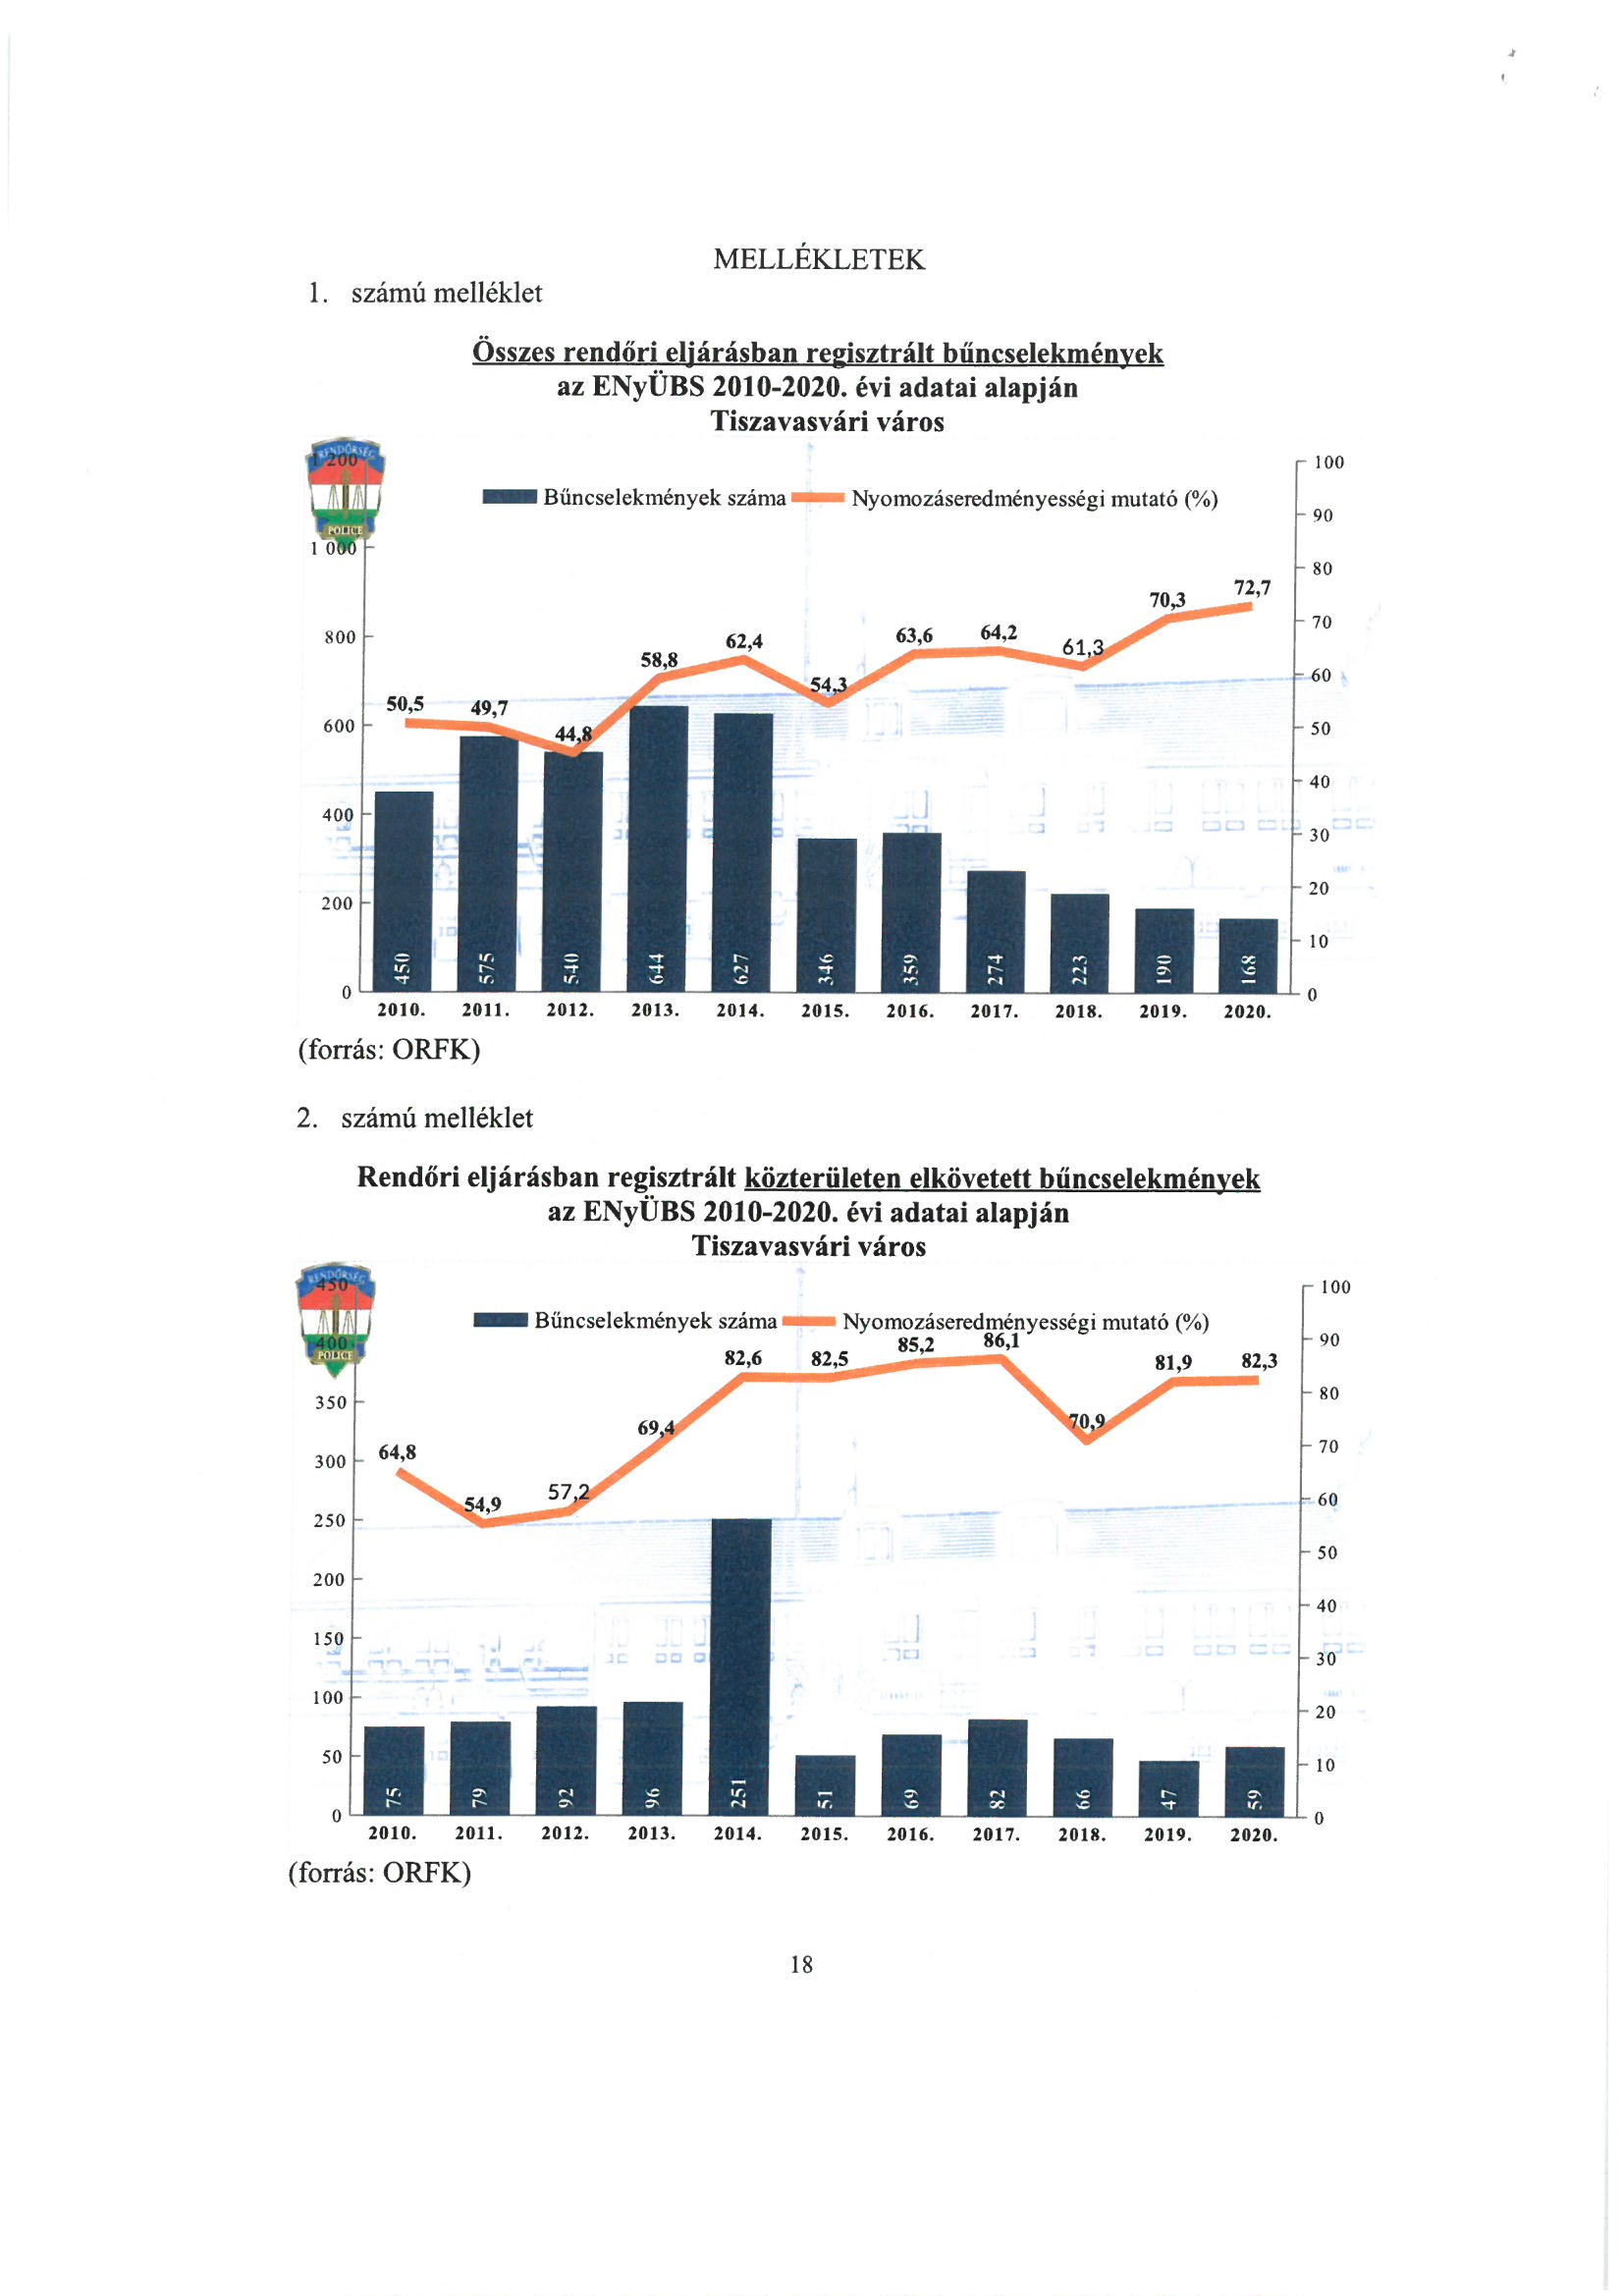 MELLÉKLETEK
1. számú melléklet
Összes rendőri eljárásban regisztrált bűncselekmények
az ENyÜBS 2010-2020. évi adatai alapján
Tiszavasvári város
RENDŐRSÉG
POLICE
Bűncselekmények száma Nyomozáseredményességi mutató (%)
1 200
1 000
800
600
400
200
0
100
90
80
70
60
50
40
30
20
10
0
50,5 49,7 44,8 58,8 62,4 54,3 63,6 64,2 61,3 70,3 72,7
450 575 540 644 627 346 359 274 223 190 168
2010. 2011. 2012. 2013. 2014. 2015. 2016. 2017. 2018. 2019. 2020.
(forrás: ORFK)
2. számú melléklet
Rendőri eljárásban regisztrált közterületen elkövetett bűncselekmények
az ENyÜBS 2010-2020. évi adatai alapján
Tiszavasvári város
RENDŐRSÉG
POLICE
Bűncselekmények száma Nyomozáseredményességi mutató (%)
450
400
350
300
250
200
150
100
50
0
100
90
80
70
60
50
40
30
20
10
0
64,8 54,9 57,2 69,4 82,6 82,5 85,2 86,1 70,9 81,9 82,3
75 79 92 96 251 51 69 82 66 47 59
2010. 2011. 2012. 2013. 2014. 2015. 2016. 2017. 2018. 2019. 2020.
(forrás: ORFK)
18